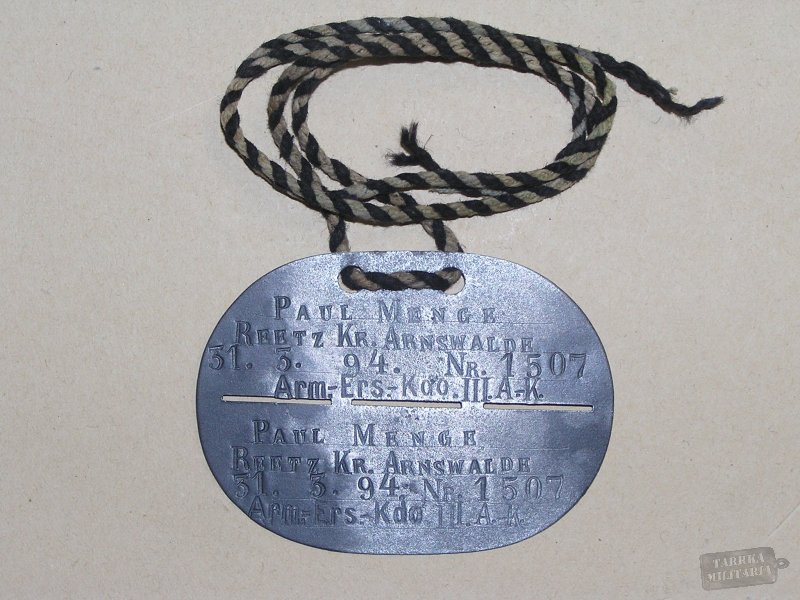 PAUL MENGE
REETZ KR. ARNSWALDE
31. 3. 94. NR. 1507
Arm.-Ers.-Kdo. III. A.-K.
PAUL MENGE
REETZ KR. ARNSWALDE
31. 3. 94. NR. 1507
Arm.-Ers.-Kdo III. A.-K.
TABRKA
MILITARIA